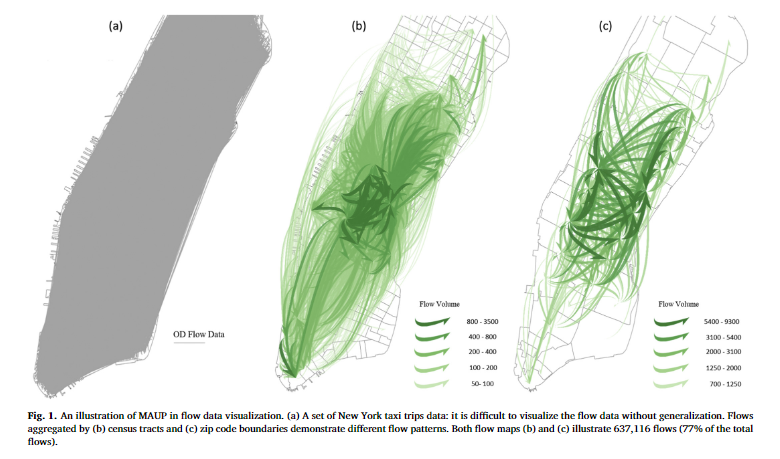 (a)
(b)
(c)
OD Flow Data
Flow Volume
800 - 3500
400 - 800
200 - 400
100 - 200
50 - 100
Flow Volume
5400 - 9300
3100 - 5400
2000 - 3100
1250 - 2000
700 - 1250
Fig. 1. An illustration of MAUP in flow data visualization. (a) A set of New York taxi trips data: it is difficult to visualize the flow data without generalization. Flows
aggregated by (b) census tracts and (c) zip code boundaries demonstrate different flow patterns. Both flow maps (b) and (c) illustrate 637,116 flows (77% of the total
flows).